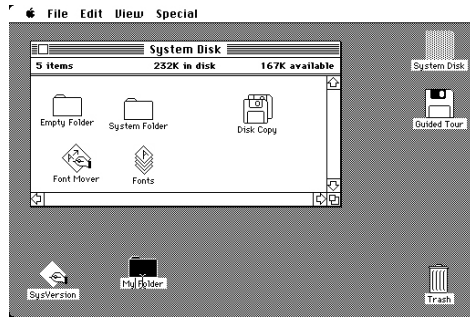 File Edit View Special
System Disk
5 items 232K in disk 167K available
Empty Folder System Folder Disk Copy
Font Mover Fonts
System Disk
Guided Tour
SysVersion My Folder Trash